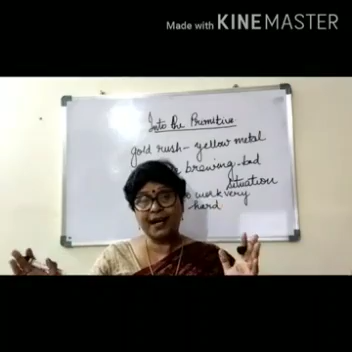 Made with KINEMASTER
Into the Primitive
gold rush - yellow metal
brewing - bad
situation
work very
hard